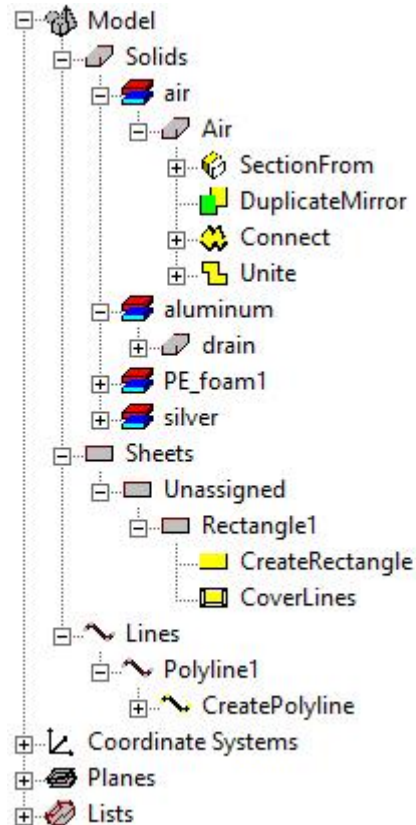 Model
Solids
air
Air
SectionFrom
DuplicateMirror
Connect
Unite
aluminum
drain
PE_foam1
silver
Sheets
Unassigned
Rectangle1
CreateRectangle
CoverLines
Lines
Polyline1
CreatePolyline
Coordinate Systems
Planes
Lists